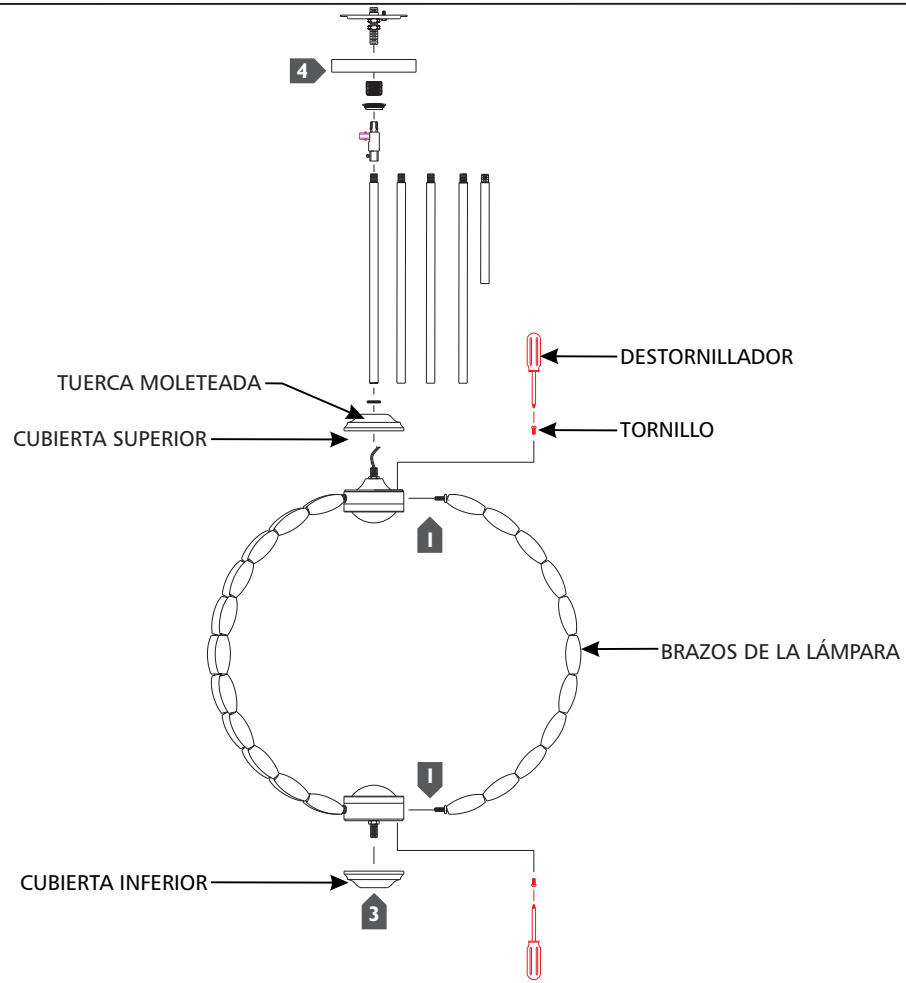 4
DESTORNILLADOR
TUERCA MOLETEADA
TORNILLO
CUBIERTA SUPERIOR
1
BRAZOS DE LA LÁMPARA
1
CUBIERTA INFERIOR
3